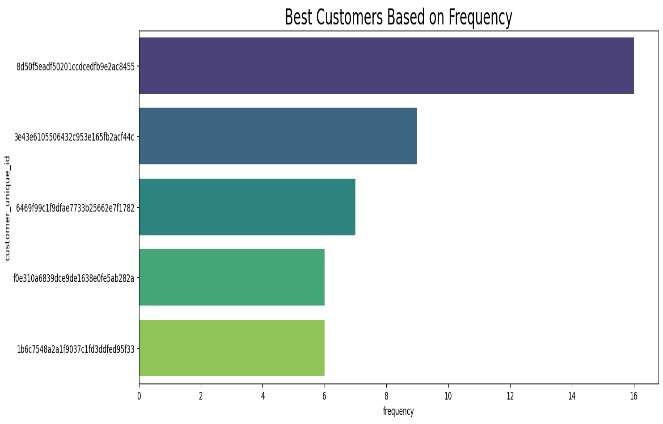 Best Customers Based on Frequency
8d50f5eadf50201ccdcedfb9e2ac8455
3e43e6105506432c953e165fb2acf44c
6469f99c1f9dfae7733b25662e7f1782
f0e310a6839dce9de1638e0fe5ab282a
1b6c7548a2a1f9037c1fd3ddfed95f33
customer_unique_id
0 2 4 6 8 10 12 14 16
frequency